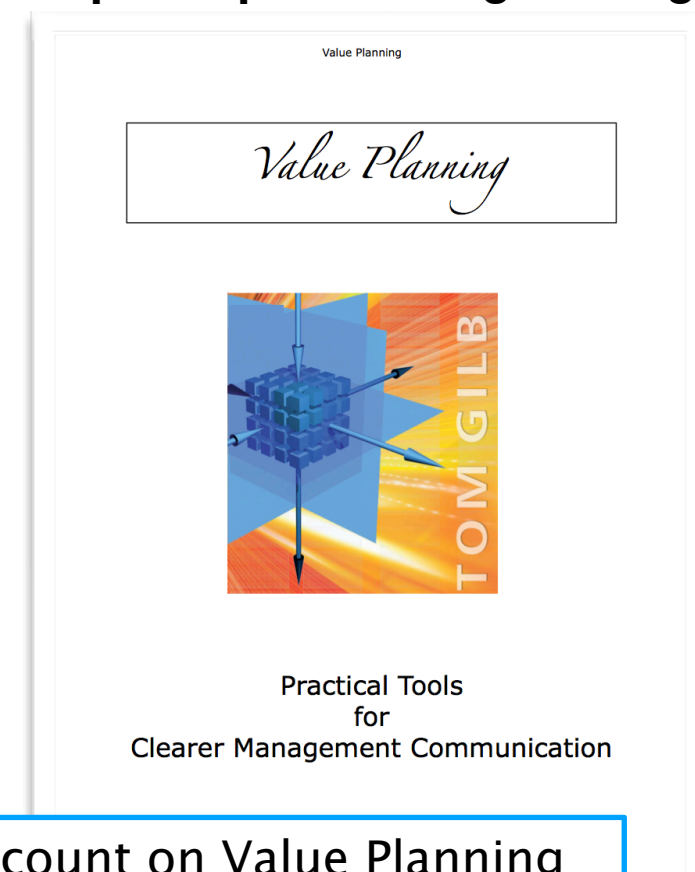 Value Planning
Value Planning
TOM GILB
Practical Tools
for
Clearer Management Communication
count on Value Planning